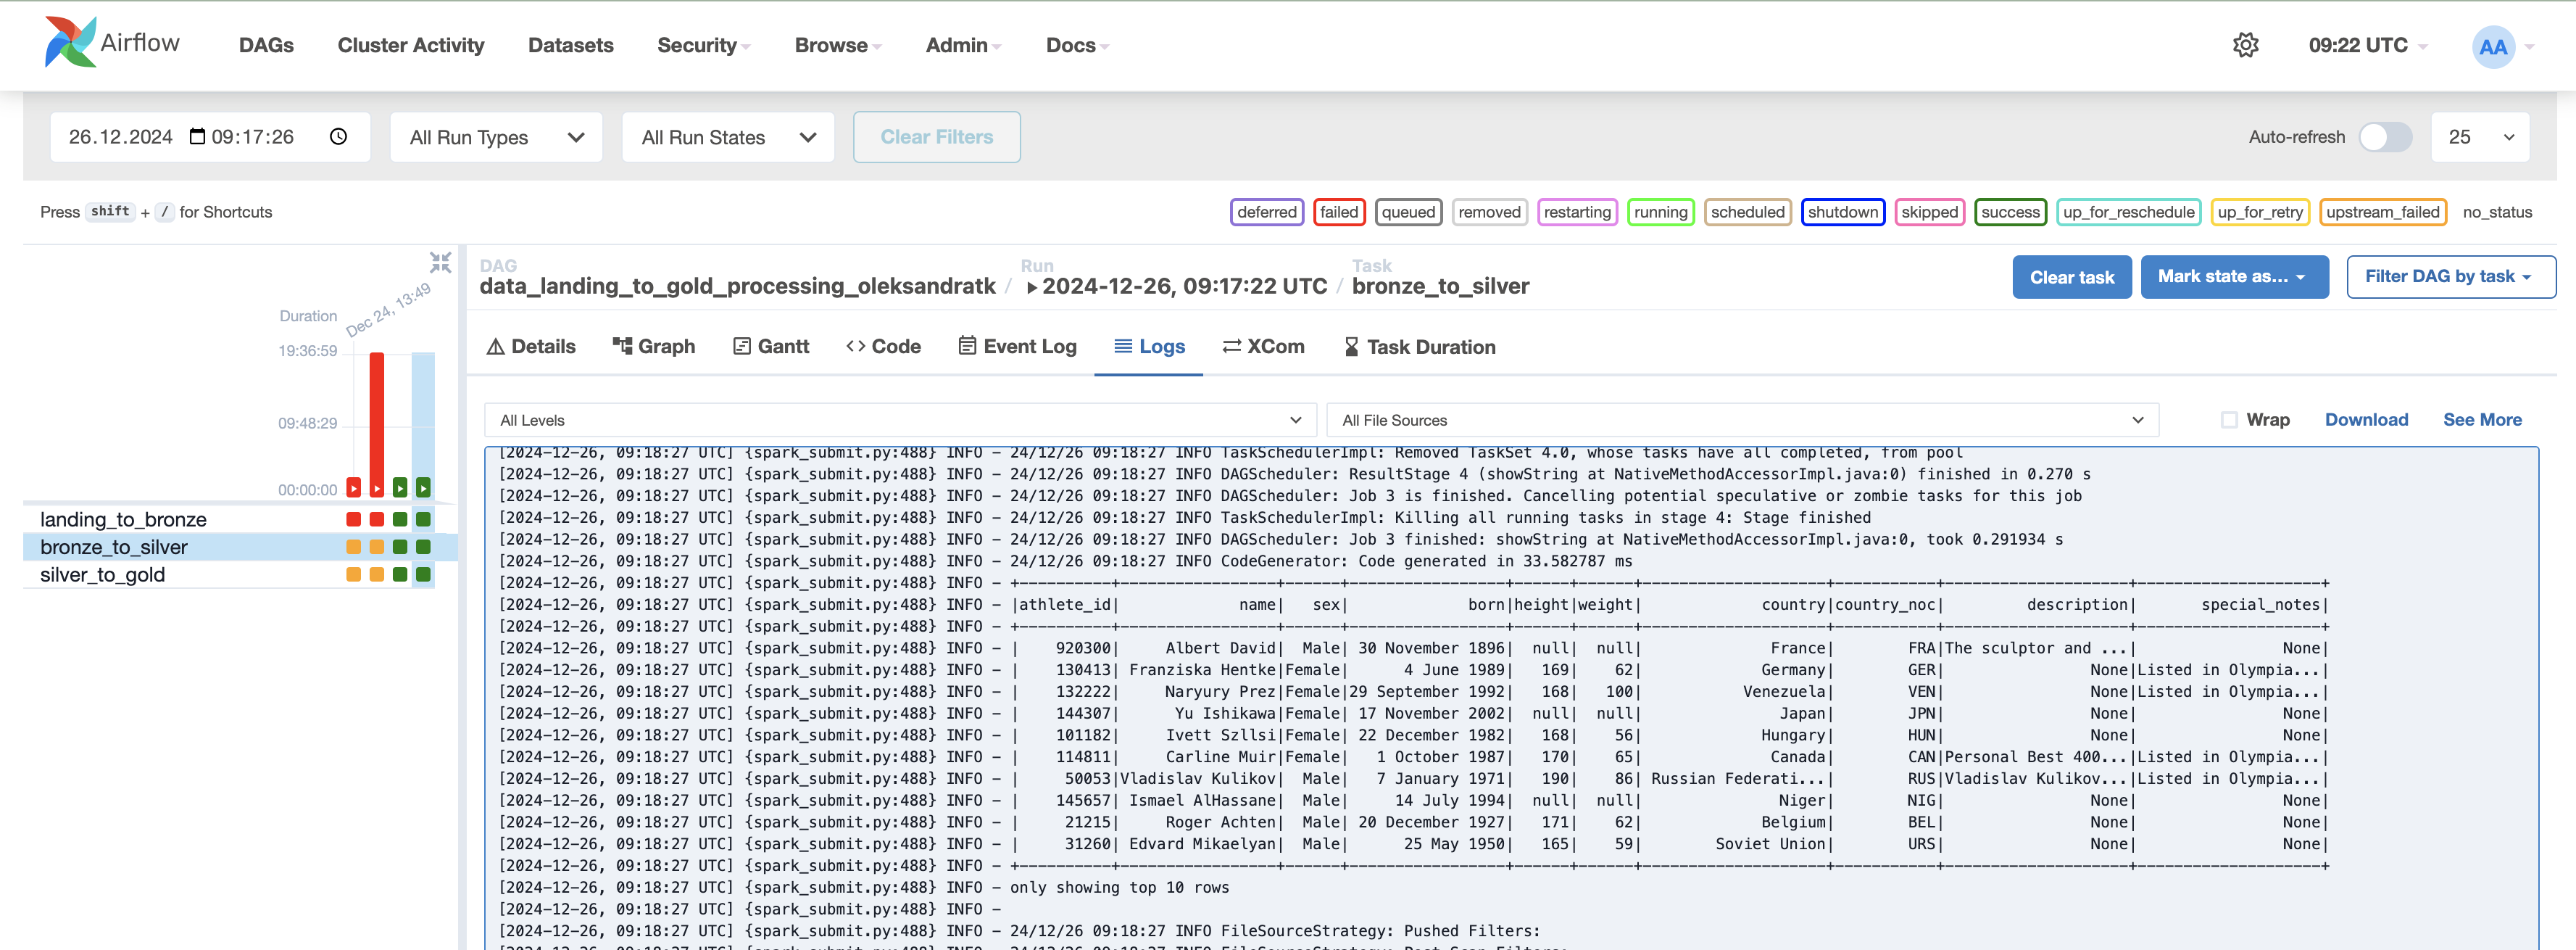 Airflow DAGs Cluster Activity Datasets Security Browse Admin Docs 09:22 UTC AA
26.12.2024 09:17:26 All Run Types All Run States Clear Filters Auto-refresh 25
Press shift + / for Shortcuts deferred failed queued removed restarting running scheduled shutdown skipped success up_for_reschedule up_for_retry upstream_failed no_status
DAG Run Task
data_landing_to_gold_processing_oleksandratk / 2024-12-26, 09:17:22 UTC / bronze_to_silver
Clear task Mark state as... Filter DAG by task
Duration Dec 24, 13:49
19:36:59
09:48:29
00:00:00
landing_to_bronze
bronze_to_silver
silver_to_gold
Details Graph Gantt Code Event Log Logs XCom Task Duration
All Levels All File Sources Wrap Download See More
[2024-12-26, 09:18:27 UTC] {spark_submit.py:488} INFO - 24/12/26 09:18:27 INFO TaskSchedulerImpl: Removed TaskSet 4.0, whose tasks have all completed, from pool
[2024-12-26, 09:18:27 UTC] {spark_submit.py:488} INFO - 24/12/26 09:18:27 INFO DAGScheduler: ResultStage 4 (showString at NativeMethodAccessorImpl.java:0) finished in 0.270 s
[2024-12-26, 09:18:27 UTC] {spark_submit.py:488} INFO - 24/12/26 09:18:27 INFO DAGScheduler: Job 3 is finished. Cancelling potential speculative or zombie tasks for this job
[2024-12-26, 09:18:27 UTC] {spark_submit.py:488} INFO - 24/12/26 09:18:27 INFO TaskSchedulerImpl: Killing all running tasks in stage 4: Stage finished
[2024-12-26, 09:18:27 UTC] {spark_submit.py:488} INFO - 24/12/26 09:18:27 INFO DAGScheduler: Job 3 finished: showString at NativeMethodAccessorImpl.java:0, took 0.291934 s
[2024-12-26, 09:18:27 UTC] {spark_submit.py:488} INFO - 24/12/26 09:18:27 INFO CodeGenerator: Code generated in 33.582787 ms
[2024-12-26, 09:18:27 UTC] {spark_submit.py:488} INFO - +----------+-----------------+------+-----------------+------+------+--------------------+-----------+--------------------+--------------------+
[2024-12-26, 09:18:27 UTC] {spark_submit.py:488} INFO - |athlete_id| name| sex| born|height|weight| country|country_noc| description| special_notes|
[2024-12-26, 09:18:27 UTC] {spark_submit.py:488} INFO - +----------+-----------------+------+-----------------+------+------+--------------------+-----------+--------------------+--------------------+
[2024-12-26, 09:18:27 UTC] {spark_submit.py:488} INFO - | 920300| Albert David| Male| 30 November 1896| null| null| France| FRA|The sculptor and ...| None|
[2024-12-26, 09:18:27 UTC] {spark_submit.py:488} INFO - | 130413| Franziska Hentke|Female| 4 June 1989| 169| 62| Germany| GER| None|Listed in Olympia...|
[2024-12-26, 09:18:27 UTC] {spark_submit.py:488} INFO - | 132222| Naryury Prez|Female|29 September 1992| 168| 100| Venezuela| VEN| None|Listed in Olympia...|
[2024-12-26, 09:18:27 UTC] {spark_submit.py:488} INFO - | 144307| Yu Ishikawa|Female| 17 November 2002| null| null| Japan| JPN| None| None|
[2024-12-26, 09:18:27 UTC] {spark_submit.py:488} INFO - | 101182| Ivett Szllsi|Female| 22 December 1982| 168| 56| Hungary| HUN| None| None|
[2024-12-26, 09:18:27 UTC] {spark_submit.py:488} INFO - | 114811| Carline Muir|Female| 1 October 1987| 170| 65| Canada| CAN|Personal Best 400...|Listed in Olympia...|
[2024-12-26, 09:18:27 UTC] {spark_submit.py:488} INFO - | 50053|Vladislav Kulikov| Male| 7 January 1971| 190| 86| Russian Federati...| RUS|Vladislav Kulikov...|Listed in Olympia...|
[2024-12-26, 09:18:27 UTC] {spark_submit.py:488} INFO - | 145657| Ismael AlHassane| Male| 14 July 1994| null| null| Niger| NIG| None| None|
[2024-12-26, 09:18:27 UTC] {spark_submit.py:488} INFO - | 21215| Roger Achten| Male| 20 December 1927| 171| 62| Belgium| BEL| None| None|
[2024-12-26, 09:18:27 UTC] {spark_submit.py:488} INFO - | 31260| Edvard Mikaelyan| Male| 25 May 1950| 165| 59| Soviet Union| URS| None| None|
[2024-12-26, 09:18:27 UTC] {spark_submit.py:488} INFO - +----------+-----------------+------+-----------------+------+------+--------------------+-----------+--------------------+--------------------+
[2024-12-26, 09:18:27 UTC] {spark_submit.py:488} INFO - only showing top 10 rows
[2024-12-26, 09:18:27 UTC] {spark_submit.py:488} INFO -
[2024-12-26, 09:18:27 UTC] {spark_submit.py:488} INFO - 24/12/26 09:18:27 INFO FileSourceStrategy: Pushed Filters: